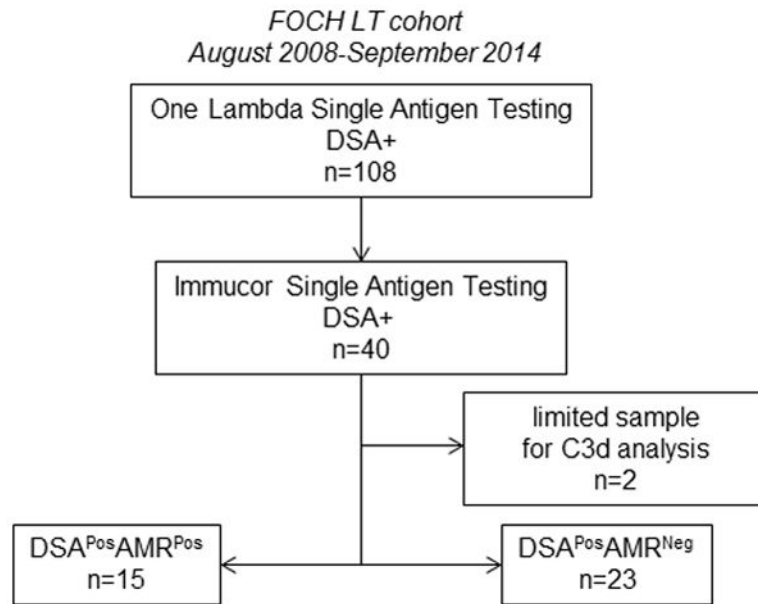 FOCH LT cohort
August 2008-September 2014
One Lambda Single Antigen Testing
DSA+
n=108
Immucor Single Antigen Testing
DSA+
n=40
limited sample
for C3d analysis
n=2
DSAPosAMRPos
n=15
DSAPosAMRNeg
n=23